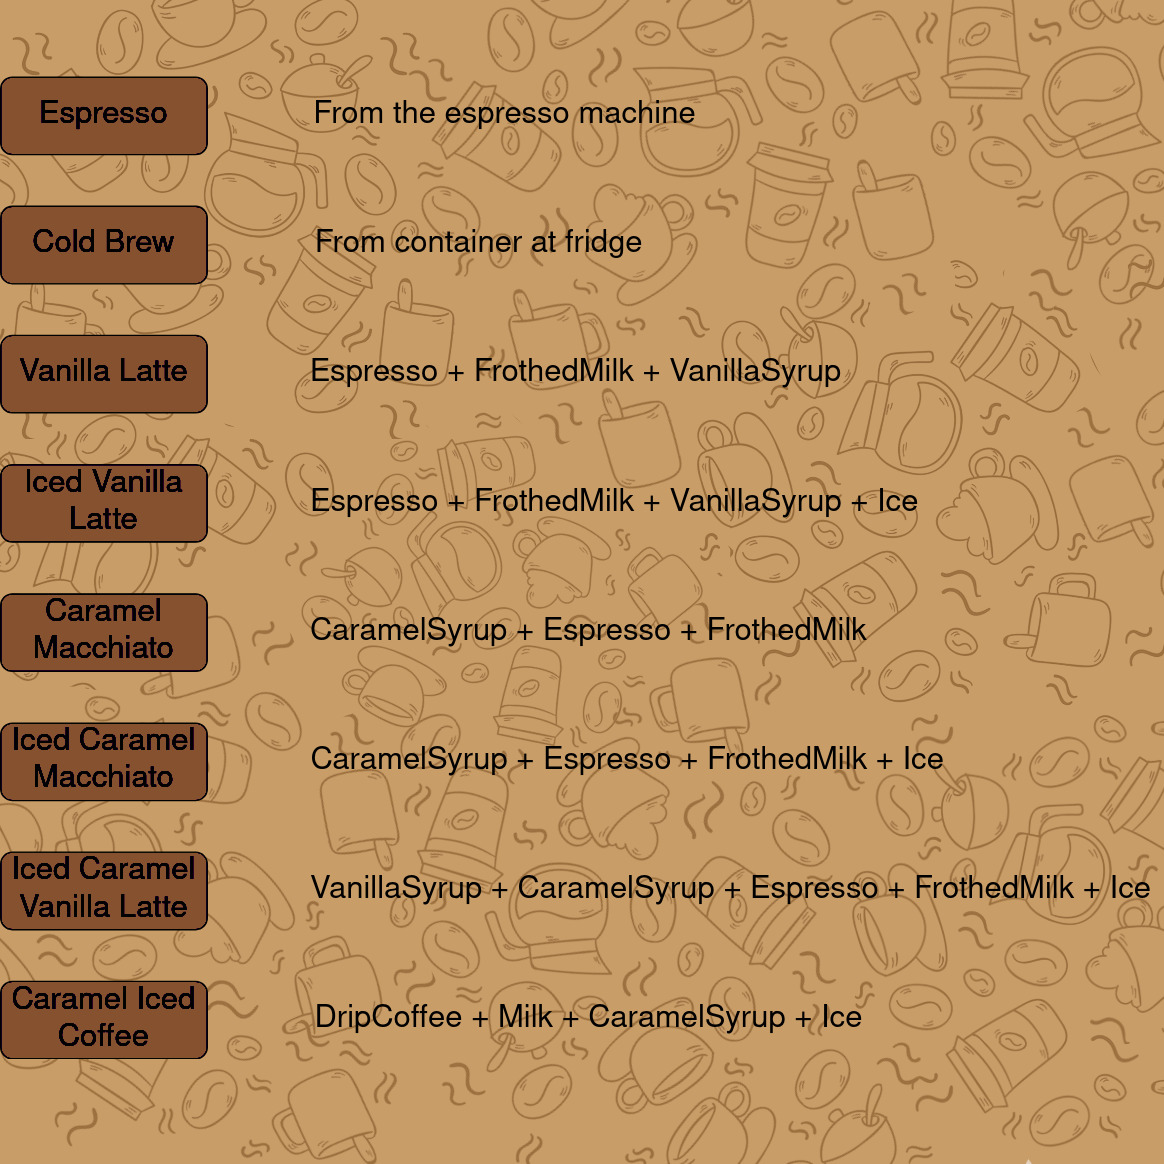 Espresso
From the espresso machine
Cold Brew
From container at fridge
Vanilla Latte
Espresso + FrothedMilk + VanillaSyrup
Iced Vanilla
Latte
Espresso + FrothedMilk + VanillaSyrup + Ice
Caramel
Macchiato
CaramelSyrup + Espresso + FrothedMilk
Iced Caramel
Macchiato
CaramelSyrup + Espresso + FrothedMilk + Ice
Iced Caramel
Vanilla Latte
VanillaSyrup + CaramelSyrup + Espresso + FrothedMilk + Ice
Caramel Iced
Coffee
DripCoffee + Milk + CaramelSyrup + Ice